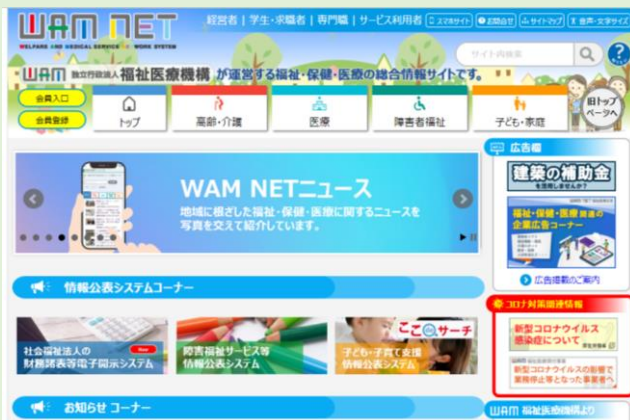 WAM NET
WELFARE AND MEDICAL SERVICE NET WORK SYSTEM
経営者 | 学生・求職者 | 専門職 | サービス利用者
スマホサイト
お問合せ
サイトマップ
音声・文字サイズ
サイト内検索
WAM 独立行政法人福祉医療機構 が運営する福祉・保健・医療の総合情報サイトです。
会員入口
会員登録
トップ
高齢・介護
医療
障害者福祉
子ども・家庭
旧トップ
ページへ
WAM NETニュース
地域に根ざした福祉・保健・医療に関するニュースを
写真を交えて紹介しています。
広告欄
建築の補助金
を活用しませんか?
福祉・保健・医療関連の
企業広告コーナー
広告掲載のご案内
情報公表システムコーナー
社会福祉法人の
財務諸表等電子開示システム
障害福祉サービス等
情報公表システム
ここdeサーチ
子ども・子育て支援
情報公表システム
コロナ対策関連情報
新型コロナウイルス
感染症について
厚生労働省
新型コロナウイルスの影響で
業務停止等となった事業者へ
お知らせ コーナー
WAM 福祉医療機構より